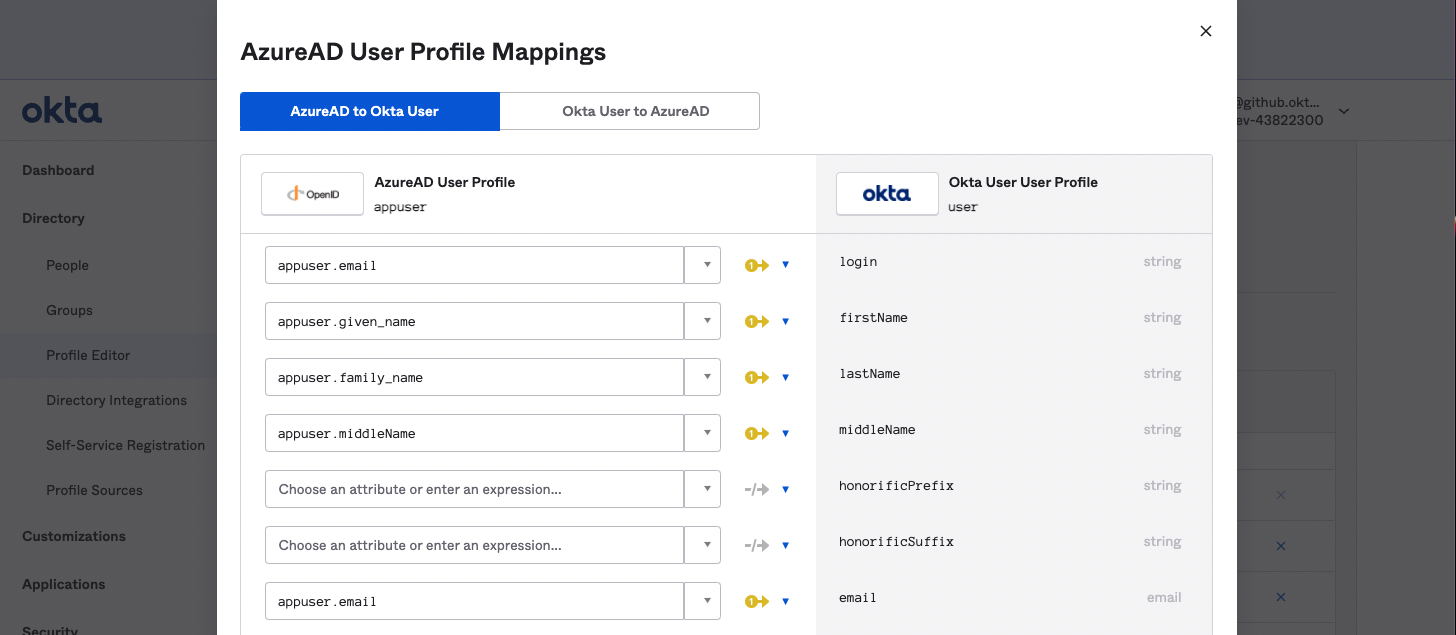 AzureAD User Profile Mappings
AzureAD to Okta User
Okta User to AzureAD
okta
@github.okt...
ev-43822300
Dashboard
Directory
People
Groups
Profile Editor
Directory Integrations
Self-Service Registration
Profile Sources
Customizations
Applications
Security
OpenID
AzureAD User Profile
appuser
okta
Okta User User Profile
user
appuser.email
login
string
appuser.given_name
firstName
string
appuser.family_name
lastName
string
appuser.middleName
middleName
string
Choose an attribute or enter an expression...
honorificPrefix
string
Choose an attribute or enter an expression...
honorificSuffix
string
appuser.email
email
email